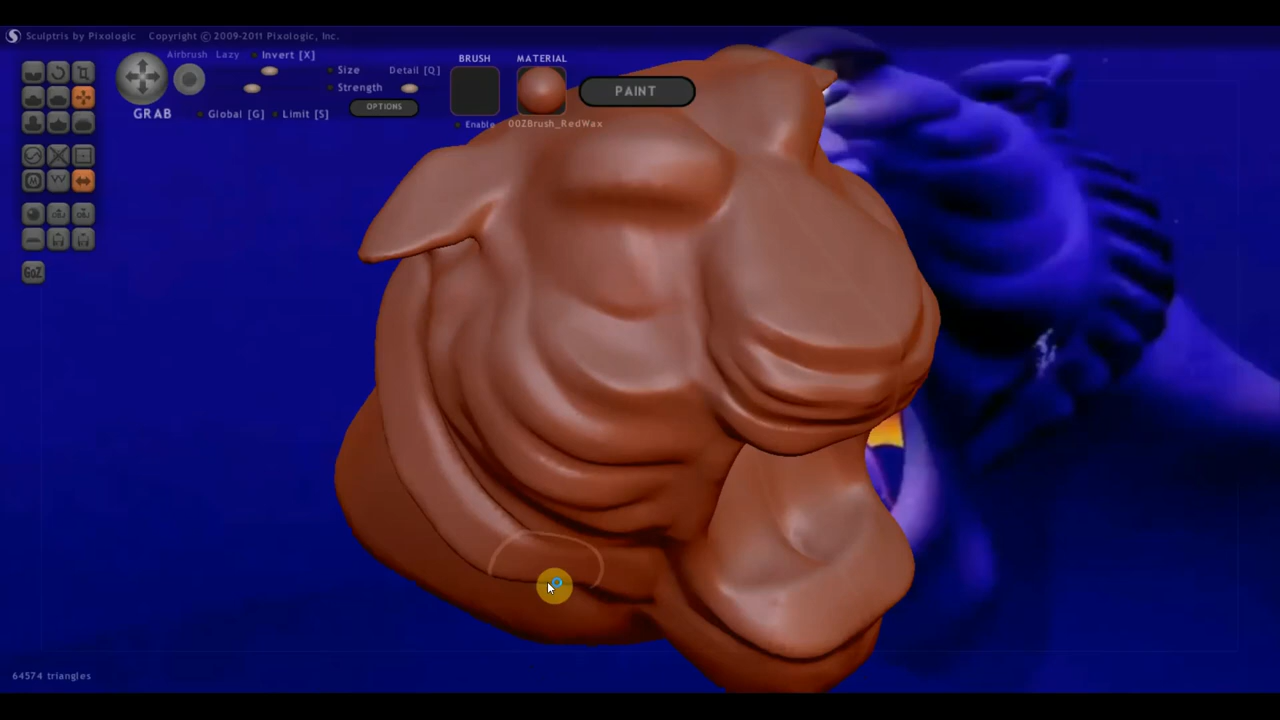 Sculptris by Pixologic Copyright © 2009-2011 Pixologic, Inc.
Airbrush Lazy Invert [X]
Size Detail [Q]
Strength
OPTIONS
GRAB Global [G] Limit [S]
BRUSH
Enable
MATERIAL
00ZBrush_RedWax
PAINT
GoZ
64574 triangles